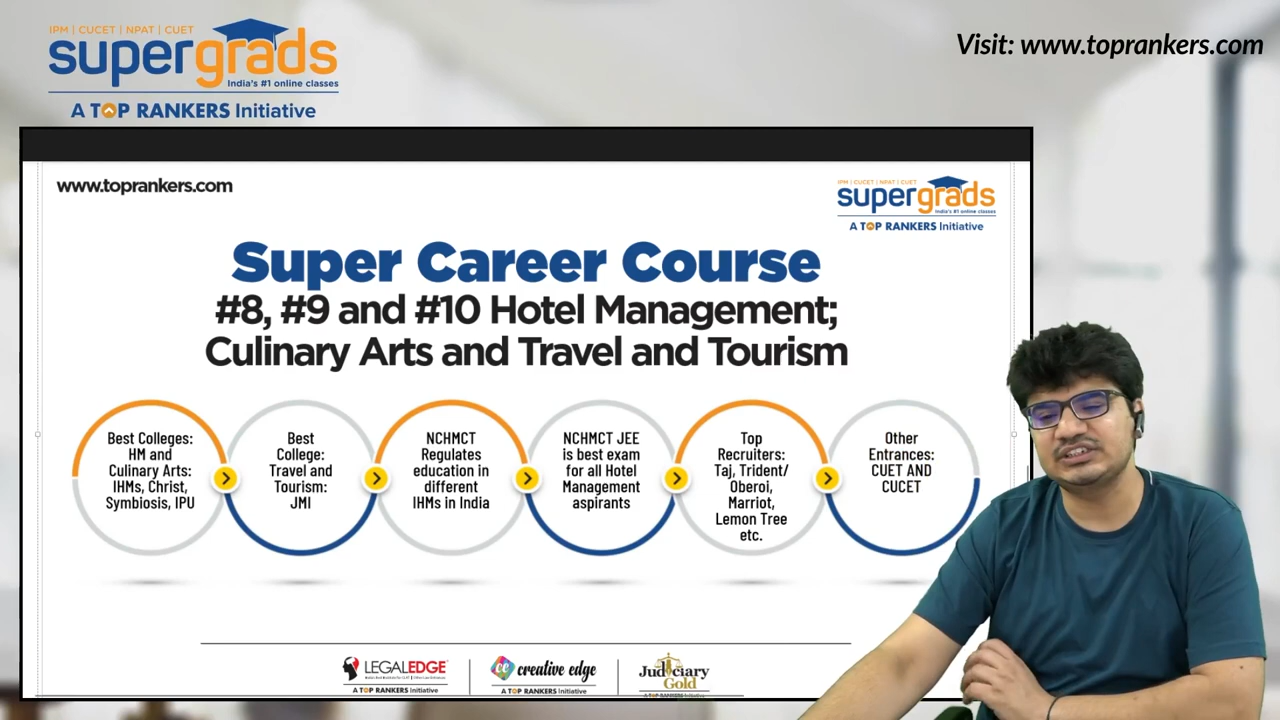 IPM | CUCET | NPAT | CUET
supergrads
India's #1 online classes
A TOP RANKERS Initiative
Visit: www.toprankers.com
www.toprankers.com
IPM | CUCET | NPAT | CUET
supergrads
India's #1 online classes
A TOP RANKERS Initiative
Super Career Course
#8, #9 and #10 Hotel Management;
Culinary Arts and Travel and Tourism
Best Colleges:
HM and
Culinary Arts:
IHMs, Christ,
Symbiosis, IPU
Best
College:
Travel and
Tourism:
JMI
NCHMCT
Regulates
education in
different
IHMs in India
NCHMCT JEE
is best exam
for all Hotel
Management
aspirants
Top
Recruiters:
Taj, Trident/
Oberoi,
Marriot,
Lemon Tree
etc.
Other
Entrances:
CUET AND
CUCET
LEGALEDGE
A TOP RANKERS Initiative
creative edge
A TOP RANKERS Initiative
Judiciary
Gold
A TOP RANKERS Initiative